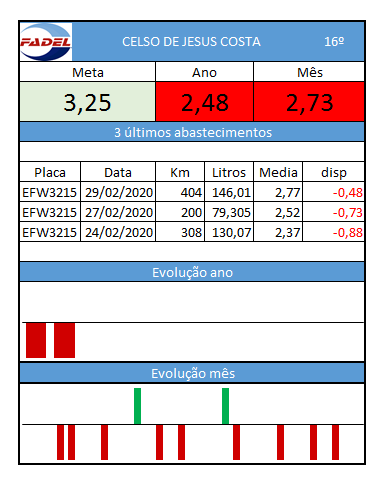 FADEL CELSO DE JESUS COSTA 16º
Meta Ano Mês
3,25 2,48 2,73
3 últimos abastecimentos
Placa Data Km Litros Media disp
EFW3215 29/02/2020 404 146,01 2,77 -0,48
EFW3215 27/02/2020 200 79,305 2,52 -0,73
EFW3215 24/02/2020 308 130,07 2,37 -0,88
Evolução ano
Evolução mês